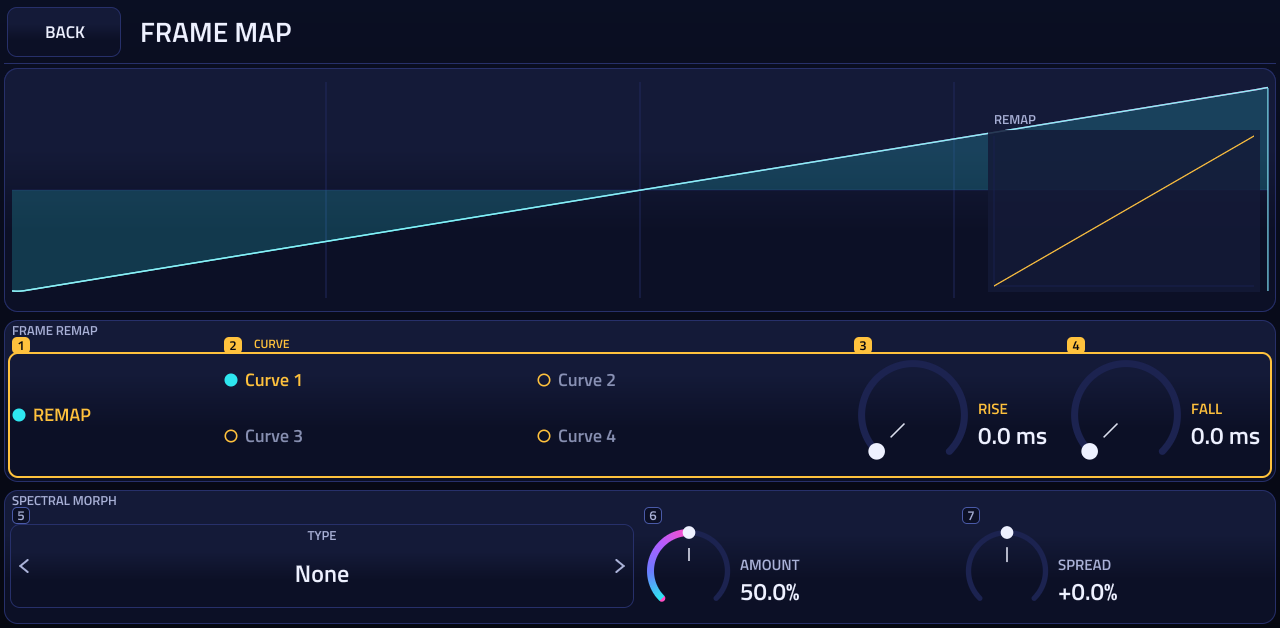 BACK
FRAME MAP
REMAP
FRAME REMAP
1
2 CURVE
3
4
REMAP
Curve 1
Curve 2
Curve 3
Curve 4
RISE
0.0 ms
FALL
0.0 ms
SPECTRAL MORPH
5
6
7
TYPE
None
AMOUNT
50.0%
SPREAD
+0.0%